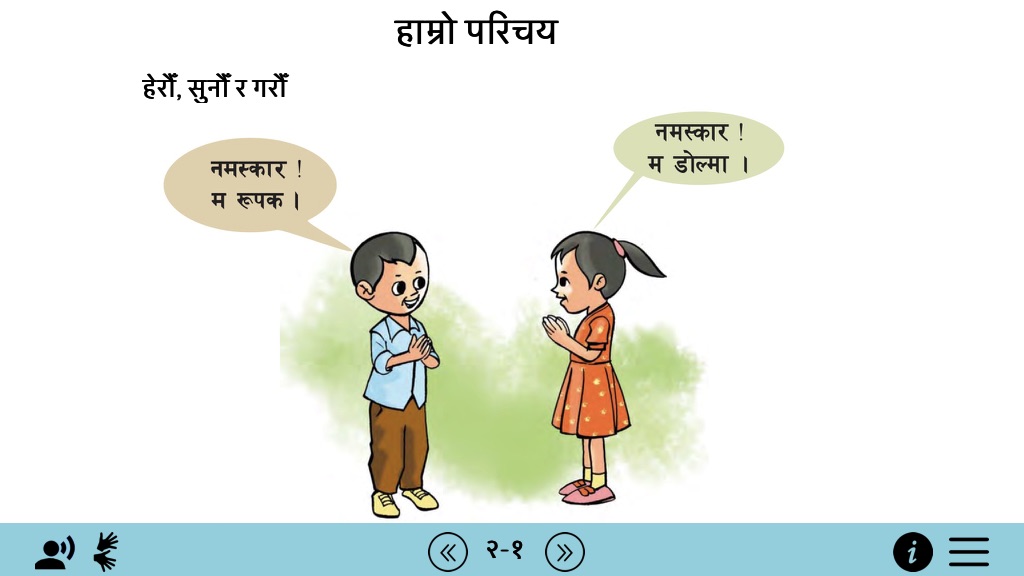 हाम्रो परिचय
हेरौँ, सुनौँ र गरौँ
नमस्कार !
म रूपक ।
नमस्कार !
म डोल्मा ।
२-१
i